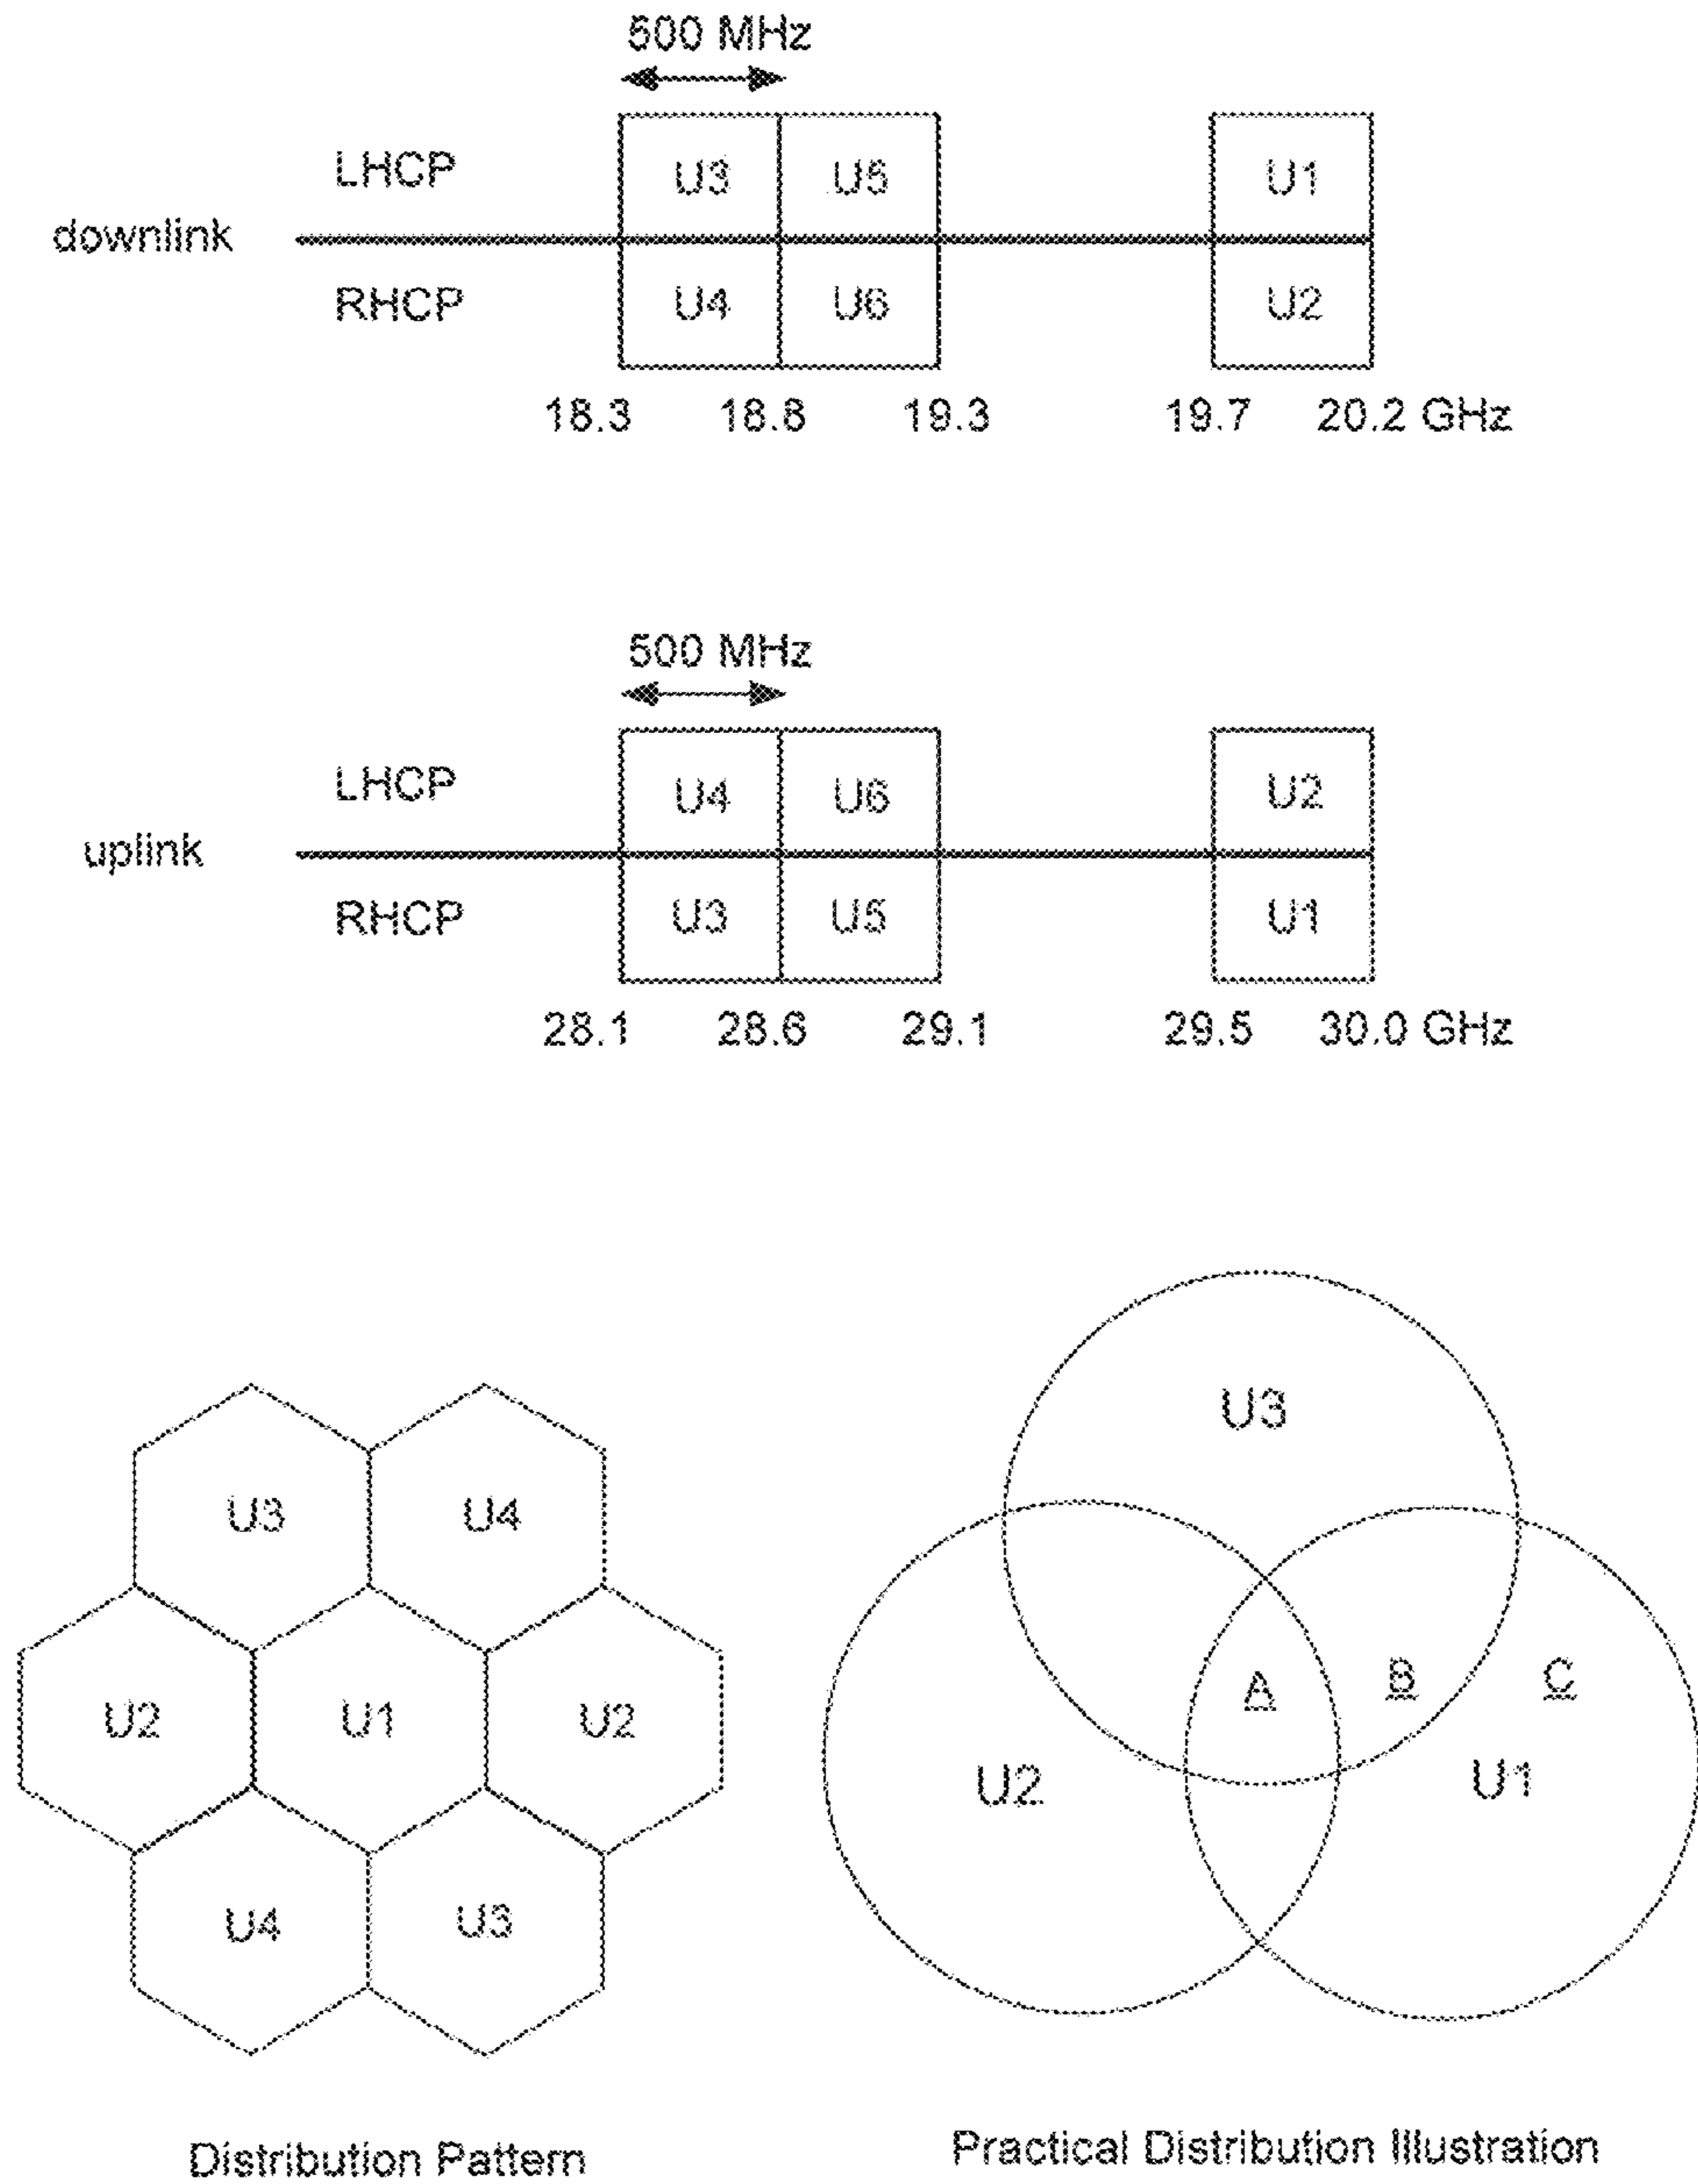 500 MHz
LHCP U3 U5 U1
downlink
RHCP U4 U6 U2
18.3 18.8 19.3 19.7 20.2 GHz
500 MHz
LHCP U4 U6 U2
uplink
RHCP U3 U5 U1
28.1 28.6 29.1 29.5 30.0 GHz
U3 U4
U2 U1 U2
U4 U3
Distribution Pattern
U3
A B C
U2 U1
Practical Distribution Illustration